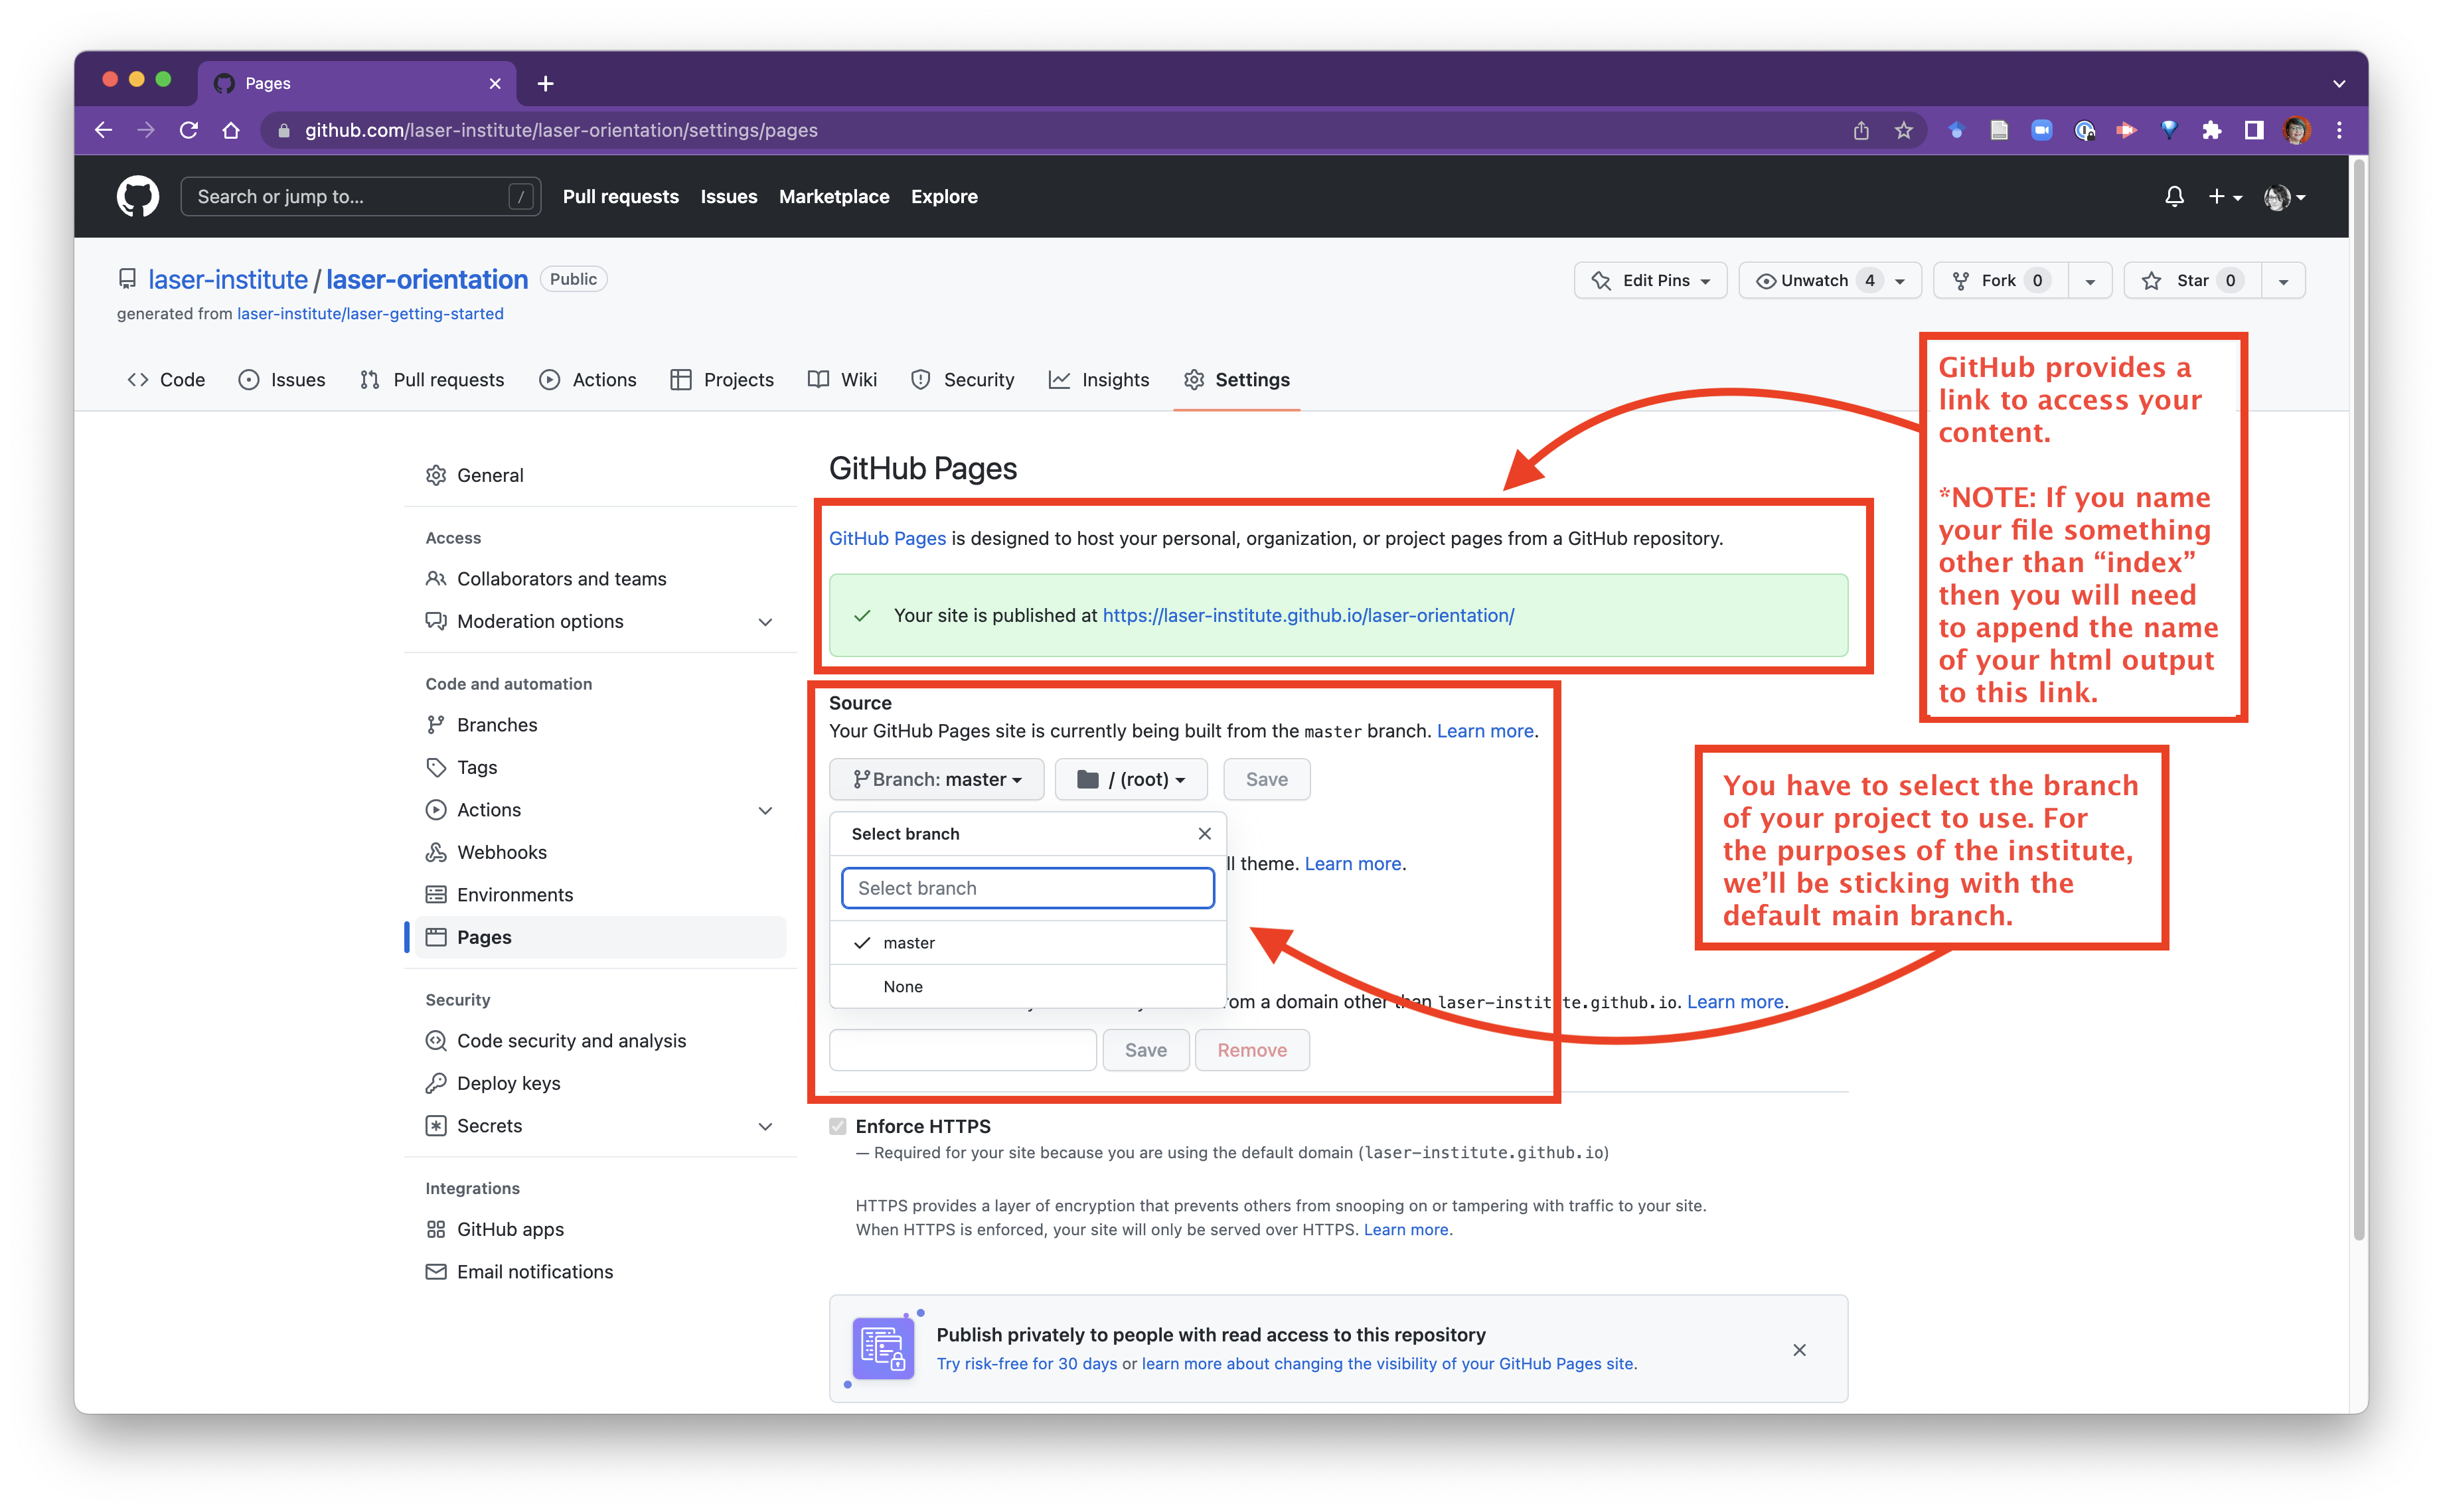 Pages
github.com/laser-institute/laser-orientation/settings/pages
Search or jump to... /
Pull requests Issues Marketplace Explore
laser-institute / laser-orientation Public
Edit Pins Unwatch 4 Fork 0 Star 0
generated from laser-institute/laser-getting-started
Code Issues Pull requests Actions Projects Wiki Security Insights Settings
GitHub provides a
link to access your
content.
*NOTE: If you name
your file something
other than “index”
then you will need
to append the name
of your html output
to this link.
General
Access
Collaborators and teams
Moderation options
Code and automation
Branches
Tags
Actions
Webhooks
Environments
Pages
Security
Code security and analysis
Deploy keys
Secrets
Integrations
GitHub apps
Email notifications
GitHub Pages
GitHub Pages is designed to host your personal, organization, or project pages from a GitHub repository.
Your site is published at https://laser-institute.github.io/laser-orientation/
Source
Your GitHub Pages site is currently being built from the master branch. Learn more.
Branch: master / (root) Save
Select branch
theme. Learn more.
Select branch
master
None
a domain other than laser-institute.github.io. Learn more.
Save Remove
You have to select the branch
of your project to use. For
the purposes of the institute,
we’ll be sticking with the
default main branch.
Enforce HTTPS
— Required for your site because you are using the default domain (laser-institute.github.io)
HTTPS provides a layer of encryption that prevents others from snooping on or tampering with traffic to your site.
When HTTPS is enforced, your site will only be served over HTTPS. Learn more.
Publish privately to people with read access to this repository
Try risk-free for 30 days or learn more about changing the visibility of your GitHub Pages site.